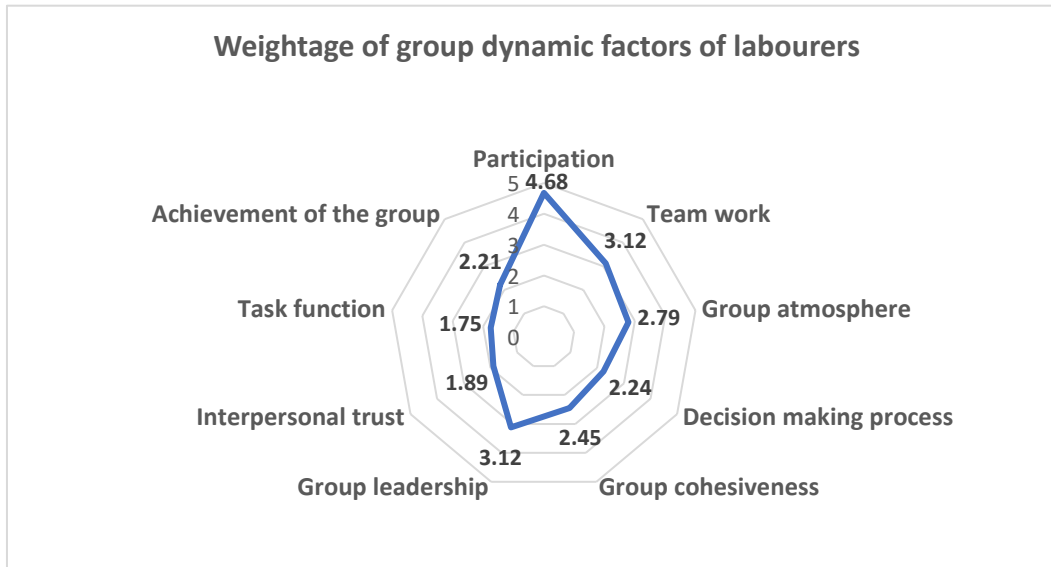 Weightage of group dynamic factors of labourers
Participation
4.68
5
4
3
2
1
0
Team work
3.12
Group atmosphere
2.79
Decision making process
2.24
Group cohesiveness
2.45
Group leadership
3.12
Interpersonal trust
1.89
Task function
1.75
Achievement of the group
2.21